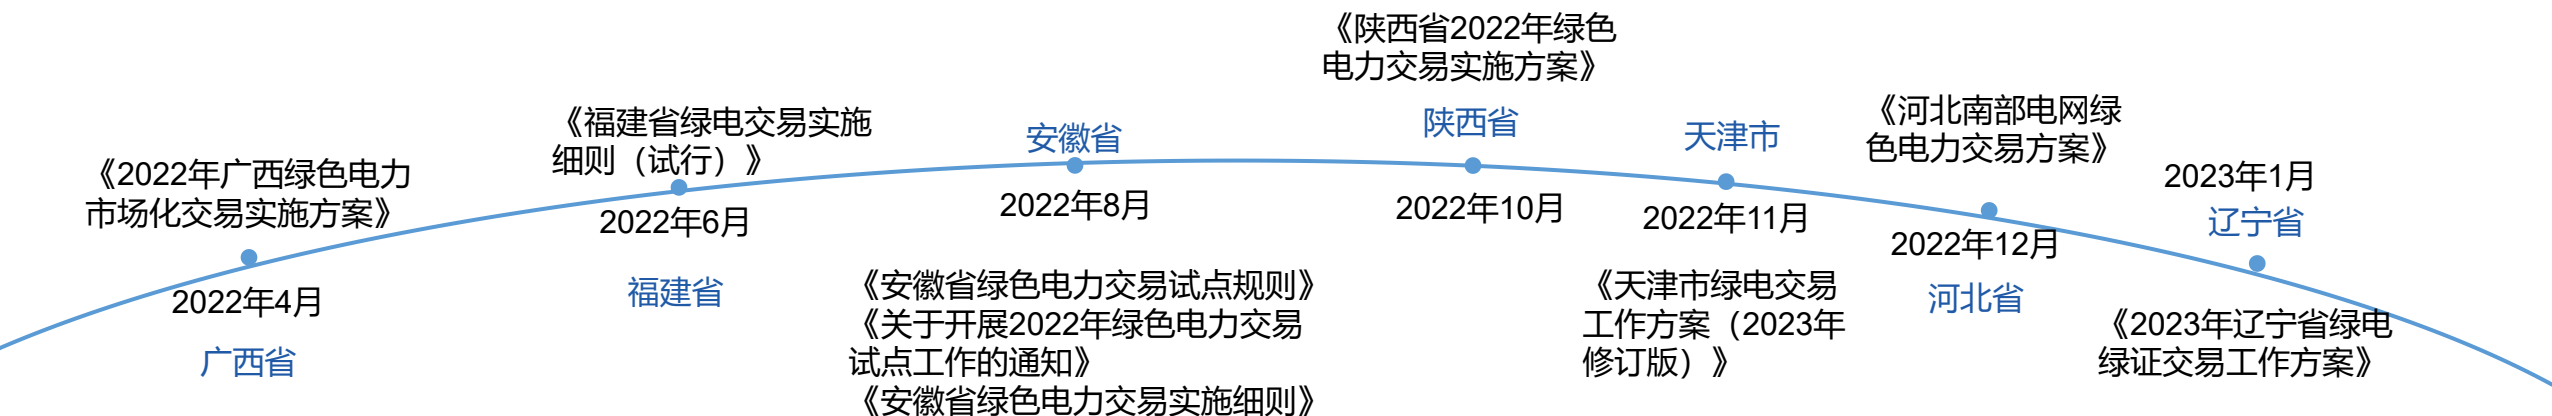 《2022年广西绿色电力
市场化交易实施方案》
2022年4月
广西省
《福建省绿电交易实施
细则（试行）》
2022年6月
福建省
安徽省
2022年8月
《安徽省绿色电力交易试点规则》
《关于开展2022年绿色电力交易
试点工作的通知》
《安徽省绿色电力交易实施细则》
《陕西省2022年绿色
电力交易实施方案》
陕西省
2022年10月
天津市
2022年11月
《天津市绿电交易
工作方案（2023年
修订版）》
《河北南部电网绿
色电力交易方案》
2022年12月
河北省
2023年1月
辽宁省
《2023年辽宁省绿电
绿证交易工作方案》